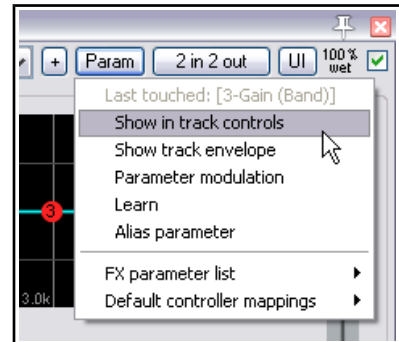 + Param 2 in 2 out UI 100% wet
Last touched: [3-Gain (Band)]
Show in track controls
Show track envelope
Parameter modulation
3
Learn
Alias parameter
FX parameter list
3.0k
Default controller mappings